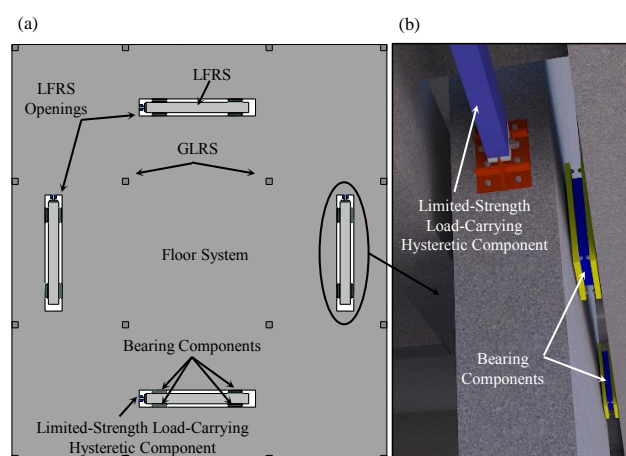 (a)
(b)
LFRS
LFRS
Openings
GLRS
Floor System
Bearing Components
Limited-Strength Load-Carrying
Hysteretic Component
Limited-Strength
Load-Carrying
Hysteretic Component
Bearing
Components